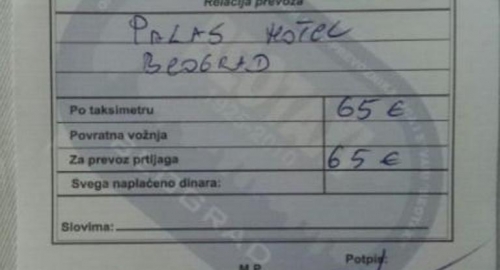 Relacija prevoza
PALAS HOTEL
BEOGRAD
Po taksimetru 65 €
Povratna vožnja
Za prevoz prtljaga 65 €
Svega naplaćeno dinara:
Slovima:
M.P. Potpis